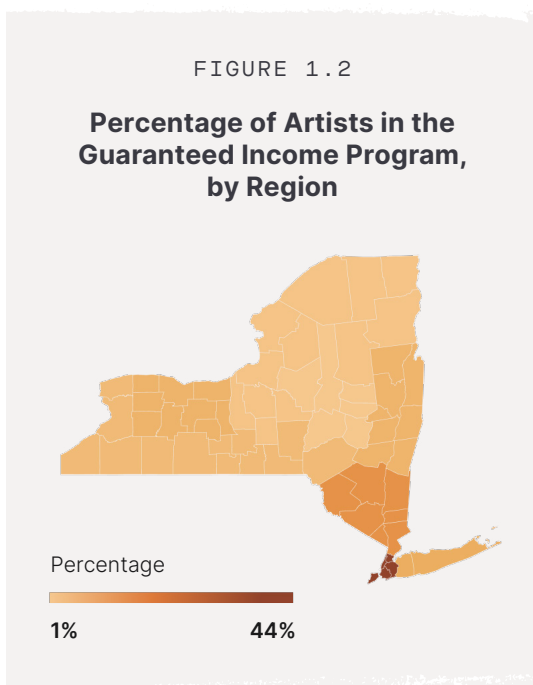 FIGURE 1.2
Percentage of Artists in the
Guaranteed Income Program,
by Region
Percentage
1% 44%